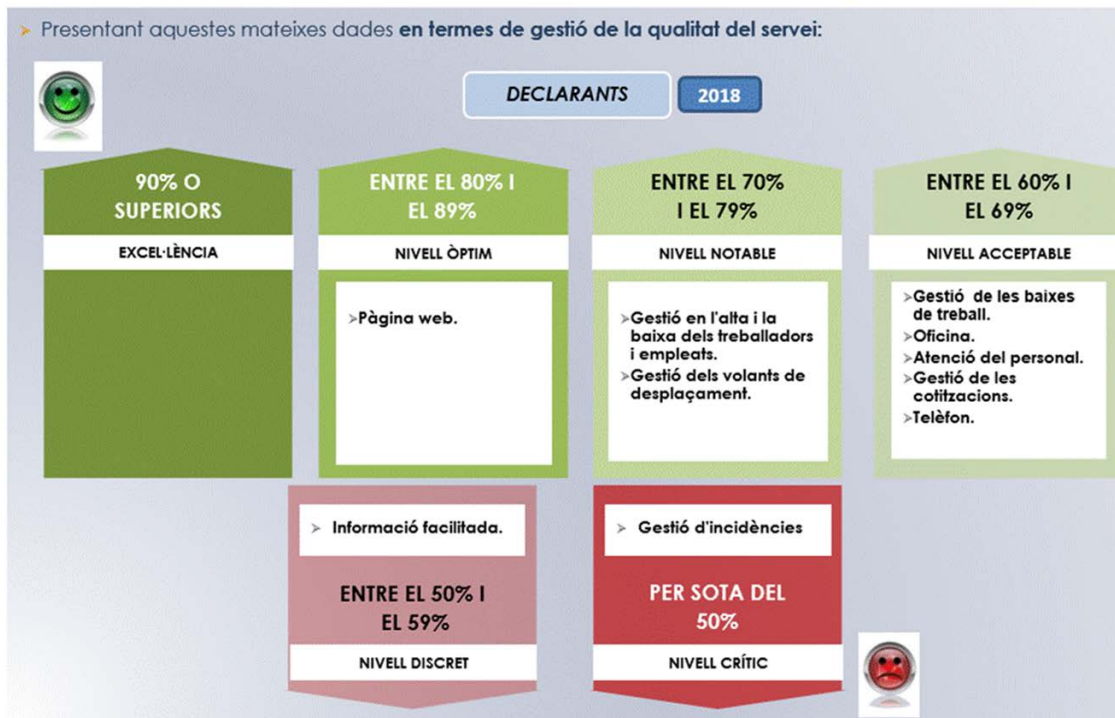 ➢ Presentant aquestes mateixes dades en termes de gestió de la qualitat del servei:
DECLARANTS
2018
90% O
SUPERIORS
EXCEL·LÈNCIA
ENTRE EL 80% I
EL 89%
NIVELL ÒPTIM
➢Pàgina web.
ENTRE EL 70%
I EL 79%
NIVELL NOTABLE
➢Gestió en l'alta i la
baixa dels treballadors
i empleats.
➢Gestió dels volants de
desplaçament.
ENTRE EL 60% I
EL 69%
NIVELL ACCEPTABLE
➢Gestió de les baixes
de treball.
➢Oficina.
➢Atenció del personal.
➢Gestió de les
cotitzacions.
➢Telèfon.
➢ Informació facilitada.
ENTRE EL 50% I
EL 59%
NIVELL DISCRET
➢ Gestió d'incidències
PER SOTA DEL
50%
NIVELL CRÍTIC